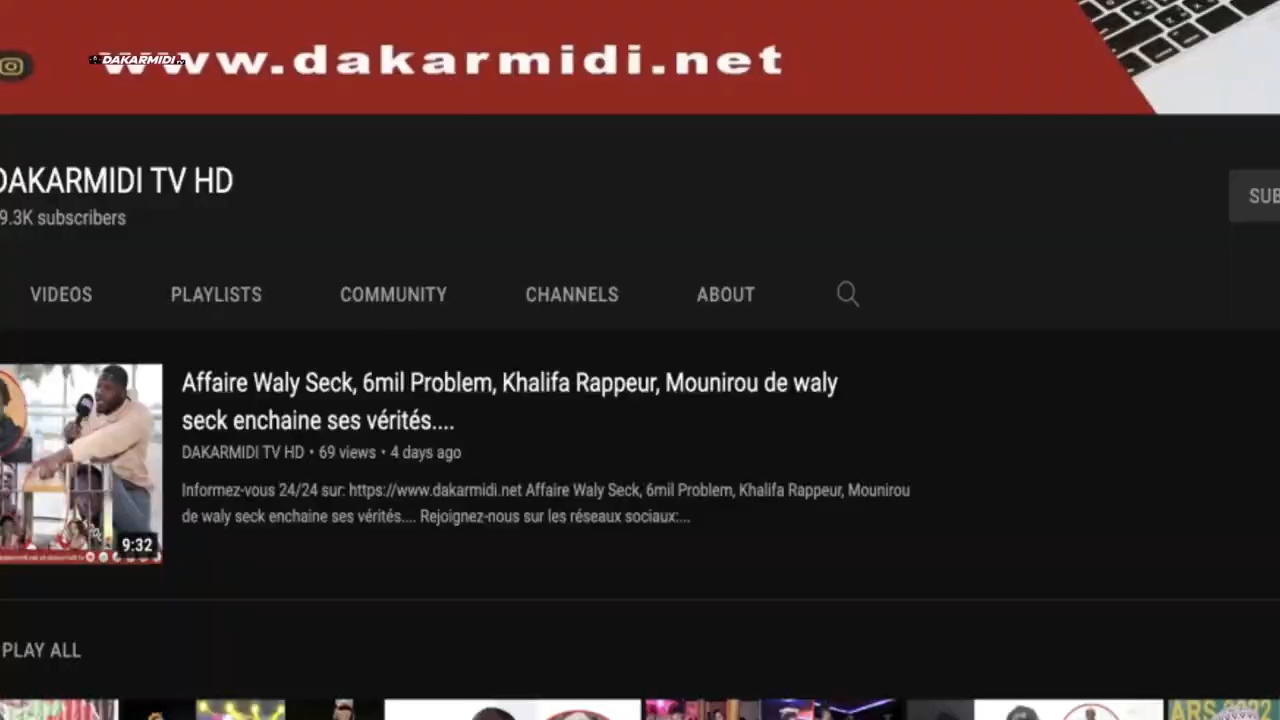 www.dakarmidi.net
DAKARMIDI
DAKARMIDI TV HD
9.3K subscribers
SUB
VIDEOS
PLAYLISTS
COMMUNITY
CHANNELS
ABOUT
Affaire Waly Seck, 6mil Problem, Khalifa Rappeur, Mounirou de waly
seck enchaine ses vérités....
DAKARMIDI TV HD • 69 views • 4 days ago
Informez-vous 24/24 sur: https://www.dakarmidi.net Affaire Waly Seck, 6mil Problem, Khalifa Rappeur, Mounirou
de waly seck enchaine ses vérités.... Rejoignez-nous sur les réseaux sociaux:...
9:32
PLAY ALL